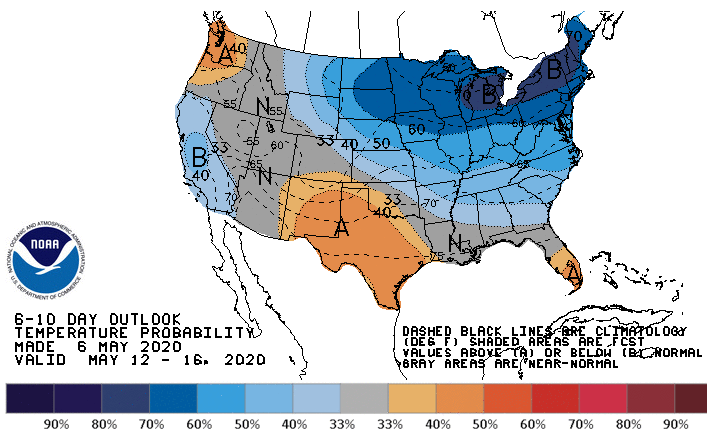 70
A 40
B
70
B
N
55
55
60
60
55
60
33
40
50
33
B
40
65
N
70
33
40
70
A
N
75
A
NATIONAL OCEANIC AND ATMOSPHERIC ADMINISTRATION
NOAA
U.S. DEPARTMENT OF COMMERCE
6-10 DAY OUTLOOK
TEMPERATURE PROBABILITY
MADE 6 MAY 2020
VALID MAY 12 - 16, 2020
DASHED BLACK LINES ARE CLIMATOLOGY
(DEG F) SHADED AREAS ARE FCST
VALUES ABOVE (A) OR BELOW (B) NORMAL
GRAY AREAS ARE NEAR-NORMAL
90% 80% 70% 60% 50% 40% 33% 33% 40% 50% 60% 70% 80% 90%